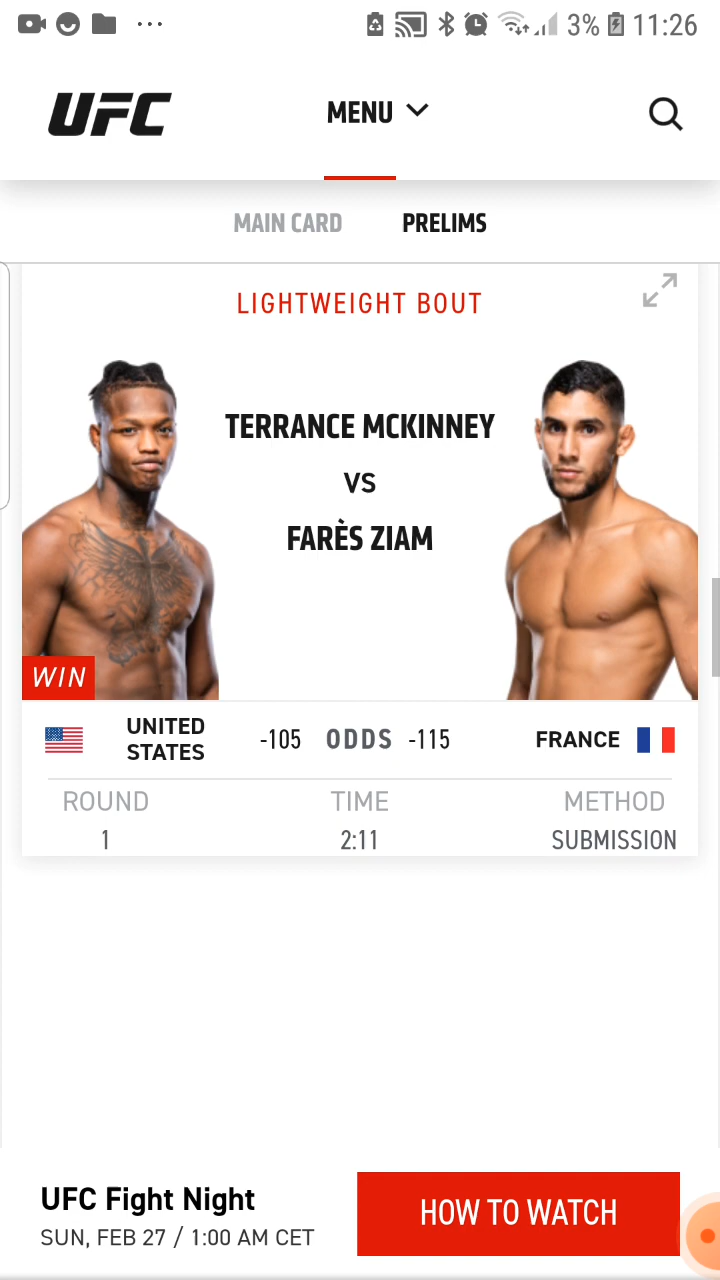 3% 11:26
UFC MENU
MAIN CARD PRELIMS
LIGHTWEIGHT BOUT
TERRANCE MCKINNEY
VS
FARÈS ZIAM
WIN
UNITED STATES -105 ODDS -115 FRANCE
ROUND TIME METHOD
1 2:11 SUBMISSION
UFC Fight Night
SUN, FEB 27 / 1:00 AM CET
HOW TO WATCH